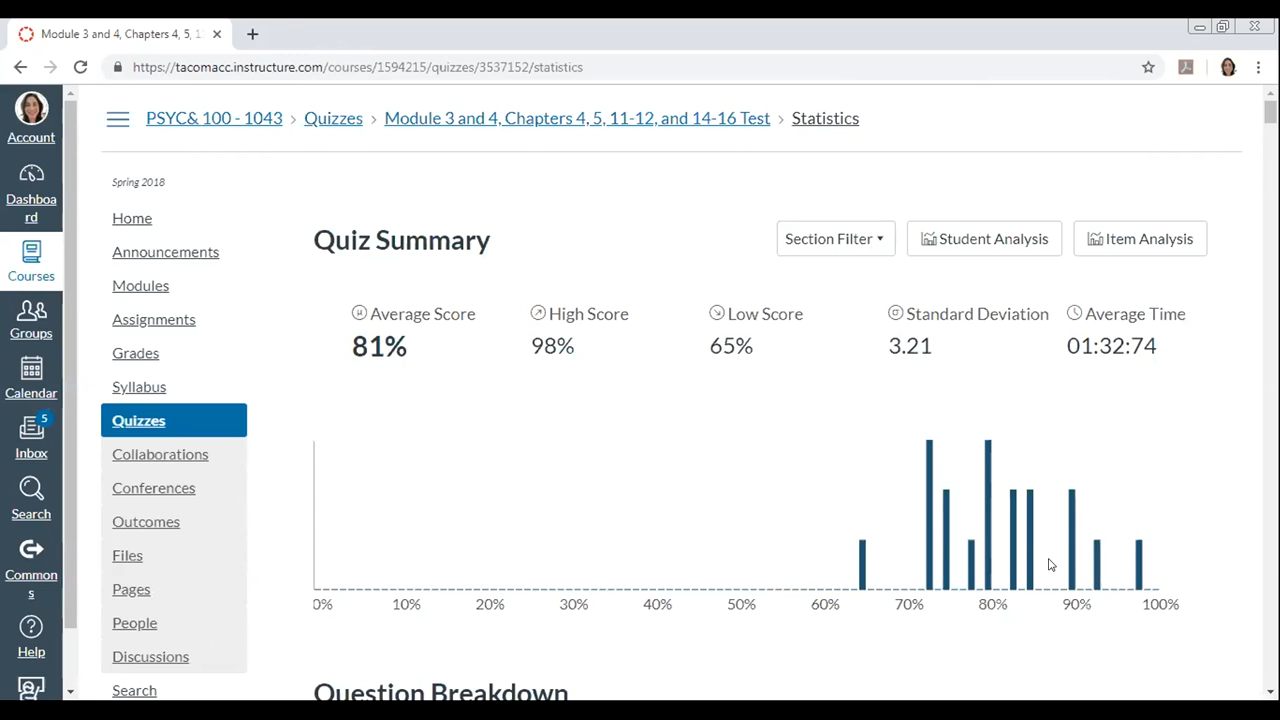 Module 3 and 4, Chapters 4, 5, 1
https://tacomacc.instructure.com/courses/1594215/quizzes/3537152/statistics
PSYC& 100 - 1043 > Quizzes > Module 3 and 4, Chapters 4, 5, 11-12, and 14-16 Test > Statistics
Account
Dashboa
rd
Courses
Groups
Calendar
5
Inbox
Search
Common
s
Help
Spring 2018
Home
Announcements
Modules
Assignments
Grades
Syllabus
Quizzes
Collaborations
Conferences
Outcomes
Files
Pages
People
Discussions
Search
Quiz Summary
Section Filter
Student Analysis
Item Analysis
Average Score
81%
High Score
98%
Low Score
65%
Standard Deviation
3.21
Average Time
01:32:74
0% 10% 20% 30% 40% 50% 60% 70% 80% 90% 100%
Question Breakdown